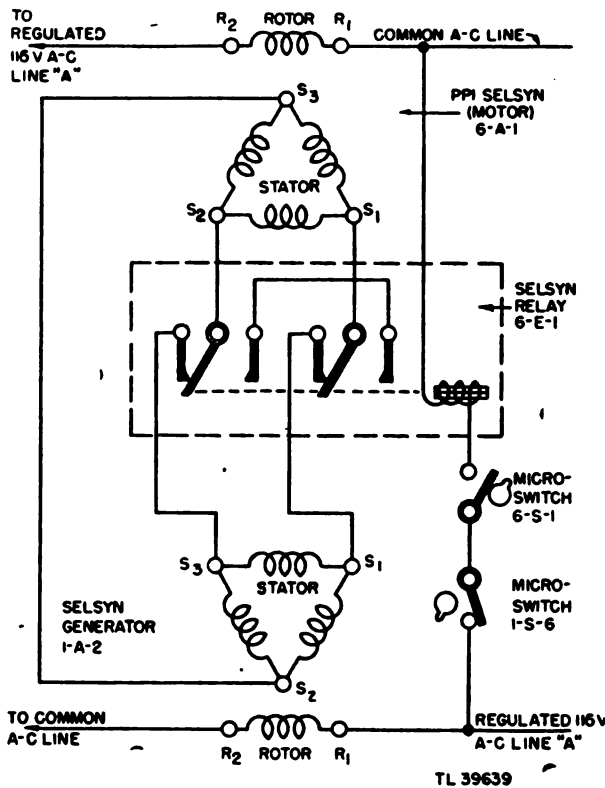 TO
REGULATED
115 V A-C
LINE "A"
R2 ROTOR R1
COMMON A-C LINE
S3
PPI SELSYN
(MOTOR)
6-A-1
STATOR
S2
S1
SELSYN
RELAY
6-E-1
MICRO-
SWITCH
6-S-1
S3
S1
STATOR
MICRO-
SWITCH
1-S-6
SELSYN
GENERATOR
1-A-2
S2
TO COMMON
A-C LINE
R2 ROTOR R1
REGULATED 115V
A-C LINE "A"
TL 39639